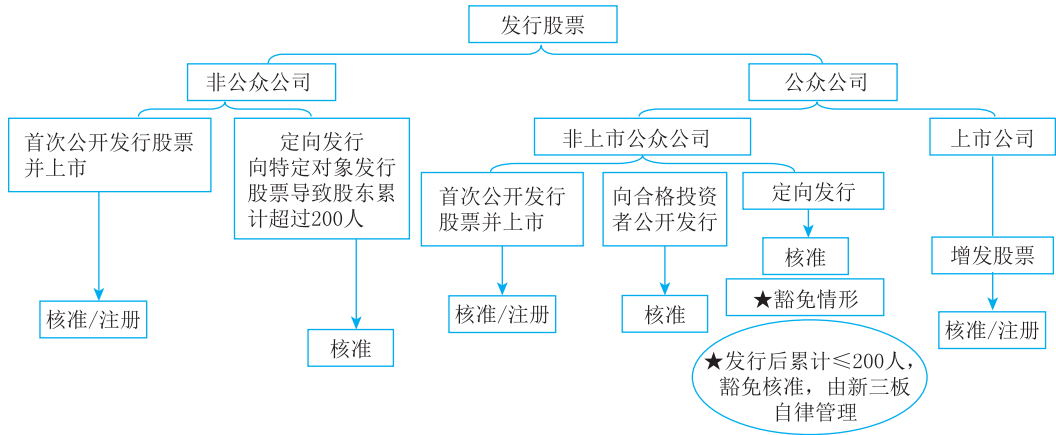 发行股票
非公众公司
公众公司
首次公开发行股票
并上市
定向发行
向特定对象发行
股票导致股东累
计超过200人
非上市公众公司
上市公司
首次公开发行
股票并上市
向合格投资
者公开发行
定向发行
核准
增发股票
★豁免情形
核准/注册
核准
核准/注册
核准
核准/注册
★发行后累计≤200人，
豁免核准，由新三板
自律管理